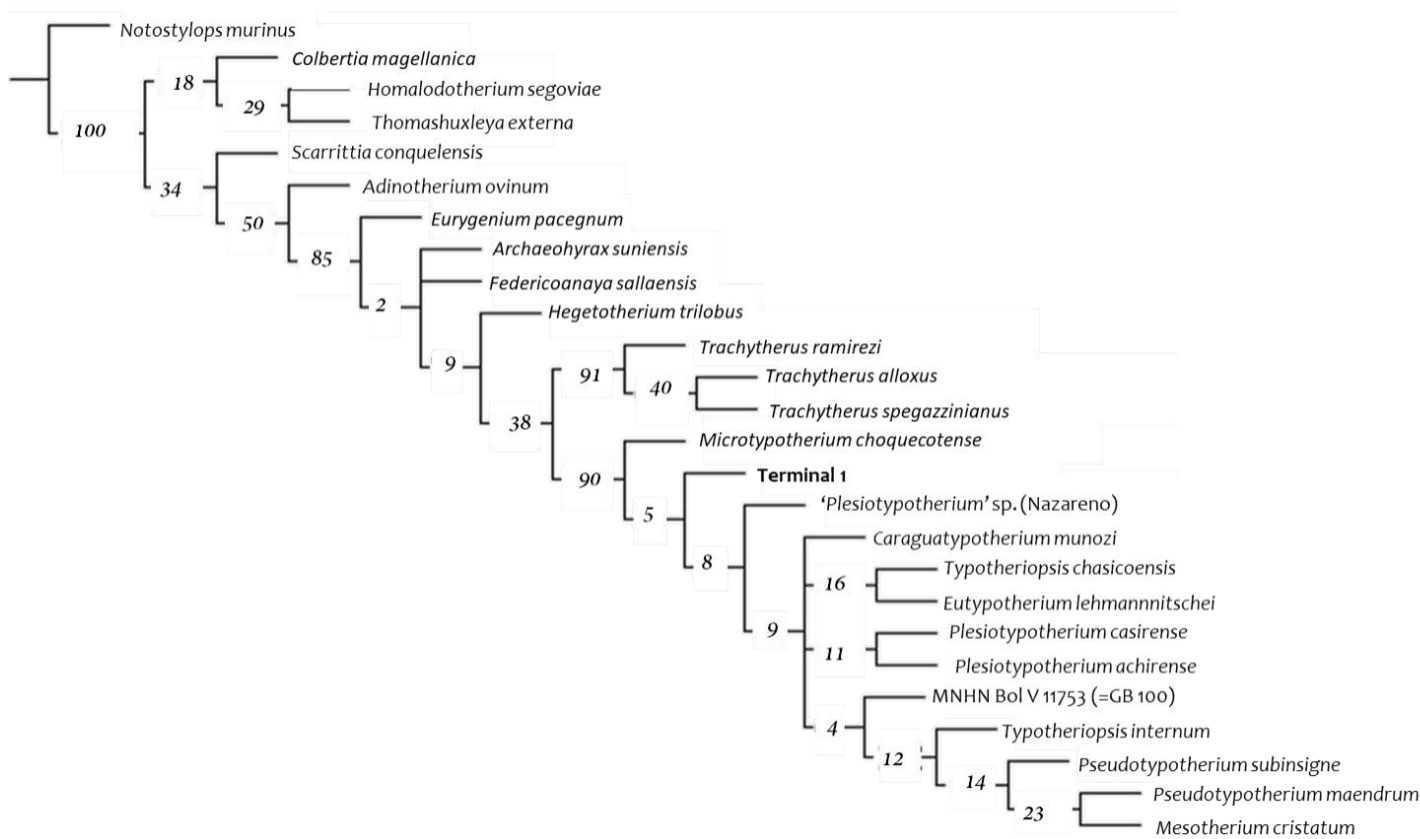 Notostylops murinus
Colbertia magellanica
18
Homalodotherium segoviae
29
Thomashuxleya externa
100
Scarrittia conquelensis
34
Adinotherium ovinum
50
Eurygenium pacegnum
Archaeohyrax suniensis
85
Federicoanaya sallaensis
2
Hegetotherium trilobus
Trachytherus ramirezi
9
91
Trachytherus alloxus
40
Trachytherus spegazzinianus
38
Microtypotherium choquecotense
Terminal 1
90
‘Plesiotypotherium’ sp. (Nazareno)
5
Caraguatypotherium munozi
8
Typotheriopsis chasicoensis
16
Eutypotherium lehmannnitschei
9
Plesiotypotherium casirense
11
Plesiotypotherium achirense
MNHN Bol V 11753 (=GB 100)
4
Typotheriopsis internum
12
Pseudotypotherium subinsigne
14
Pseudotypotherium maendrum
23
Mesotherium cristatum